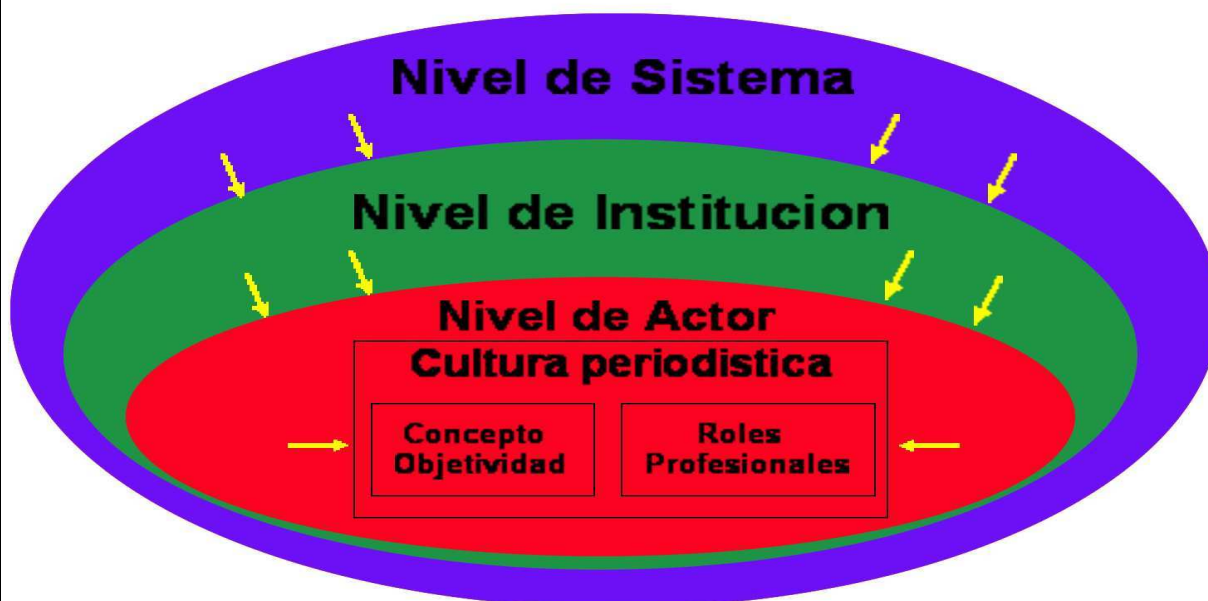 Nivel de Sistema
Nivel de Institucion
Nivel de Actor
Cultura periodistica
Concepto
Objetividad
Roles
Profesionales